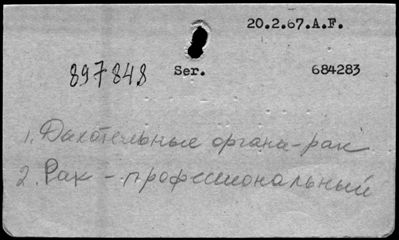 20.2.67.A.F.
897848 Ser. 684283
1. Дыхательные органы-рак
2. Рак - профессиональный